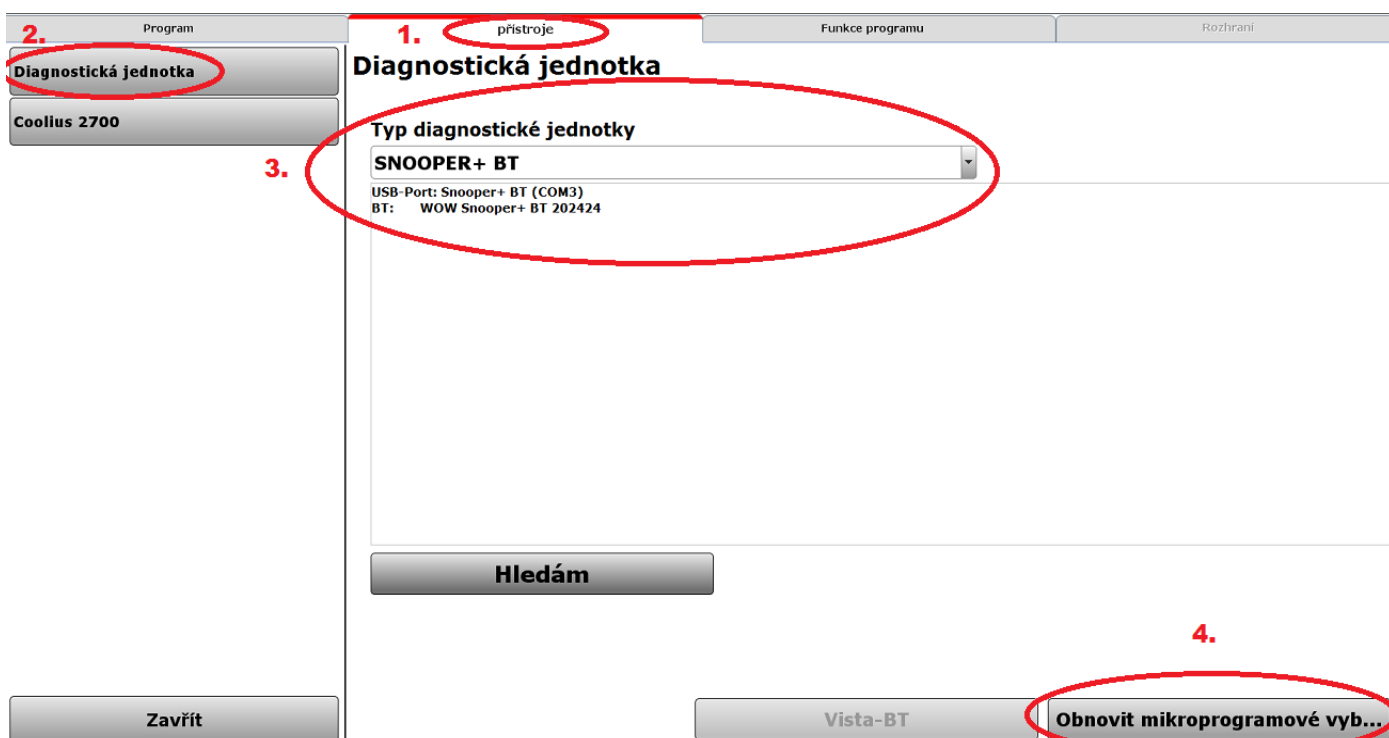 Program
přístroje
Funkce programu
Rozhraní
2.
1.
Diagnostická jednotka
Diagnostická jednotka
Coolius 2700
Typ diagnostické jednotky
3.
SNOOPER+ BT
USB-Port: Snooper+ BT (COM3)
BT: WOW Snooper+ BT 202424
Hledám
4.
Zavřít
Vista-BT
Obnovit mikroprogramové vyb...